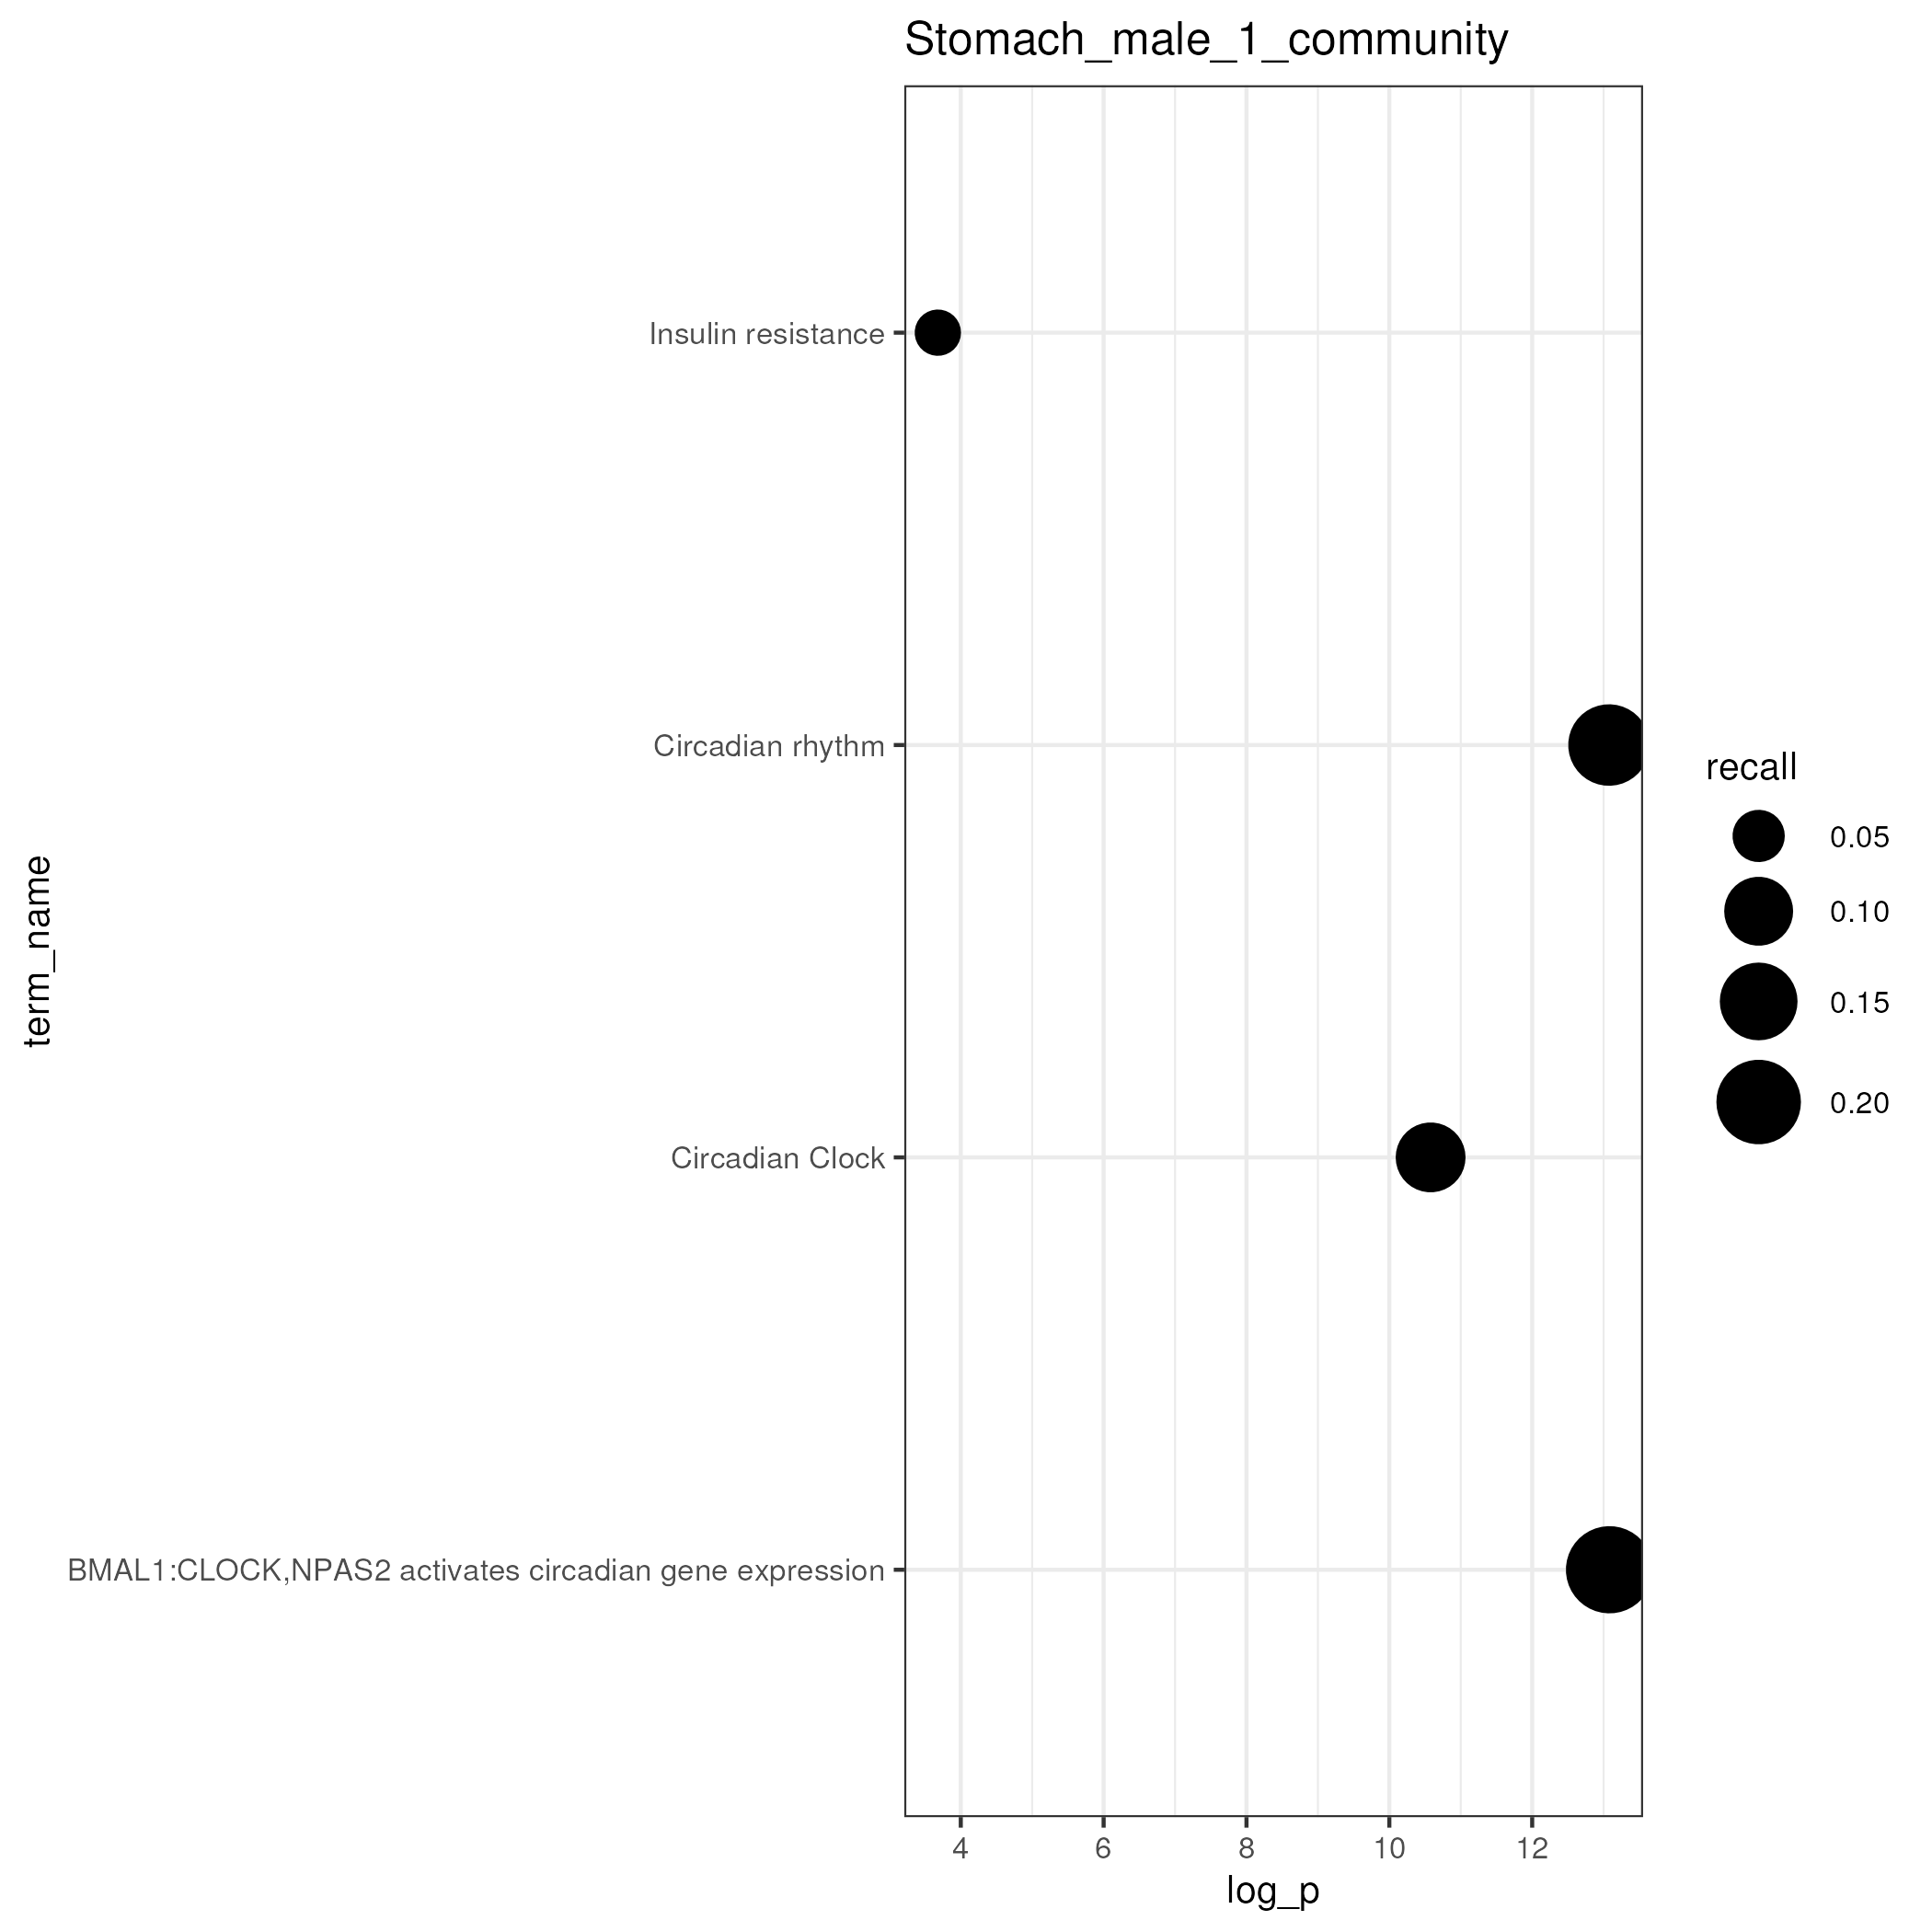 Stomach_male_1_community
Insulin resistance
Circadian rhythm
Circadian Clock
BMAL1:CLOCK,NPAS2 activates circadian gene expression
term_name
4 6 8 10 12
log_p
recall
0.05
0.10
0.15
0.20